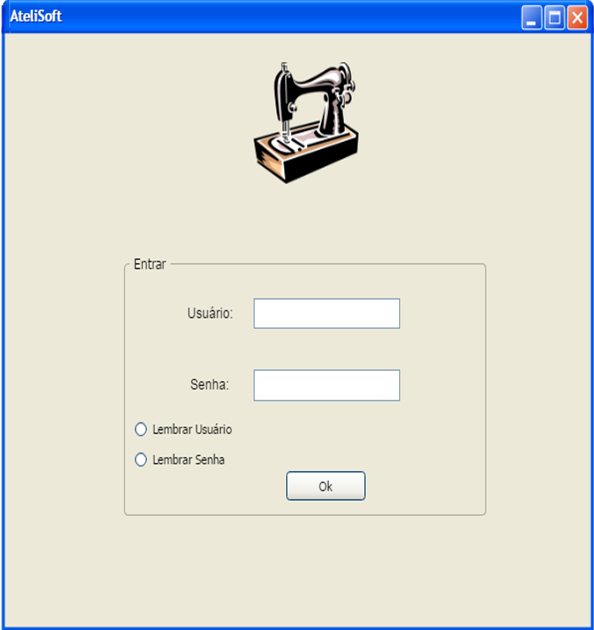 AteliSoft
Entrar
Usuário:
Senha:
Lembrar Usuário
Lembrar Senha
Ok